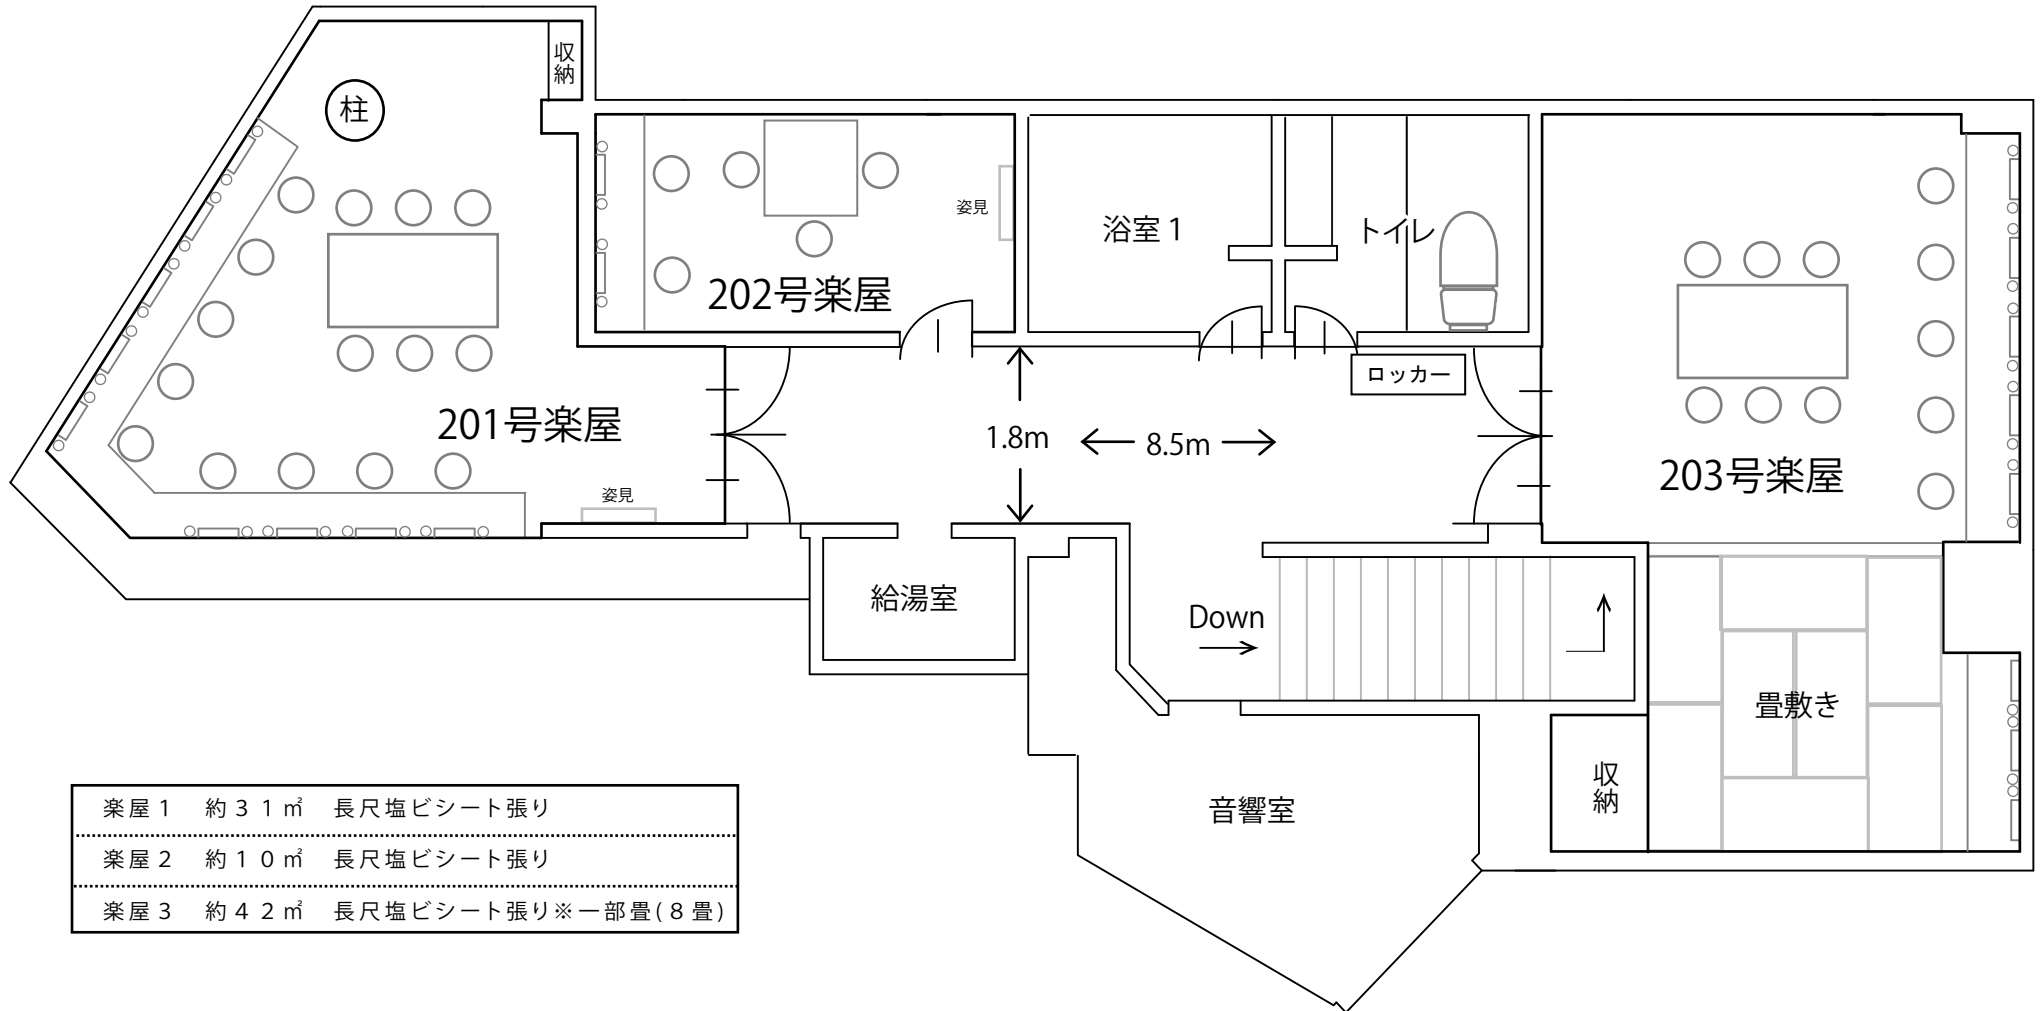 収納
柱
姿見
浴室１
トイレ
202号楽屋
ロッカー
201号楽屋
1.8m
8.5m
203号楽屋
姿見
給湯室
Down
畳敷き
収納
音響室
楽屋１　約３１㎡　長尺塩ビシート張り
楽屋２　約１０㎡　長尺塩ビシート張り
楽屋３　約４２㎡　長尺塩ビシート張り※一部畳(８畳)